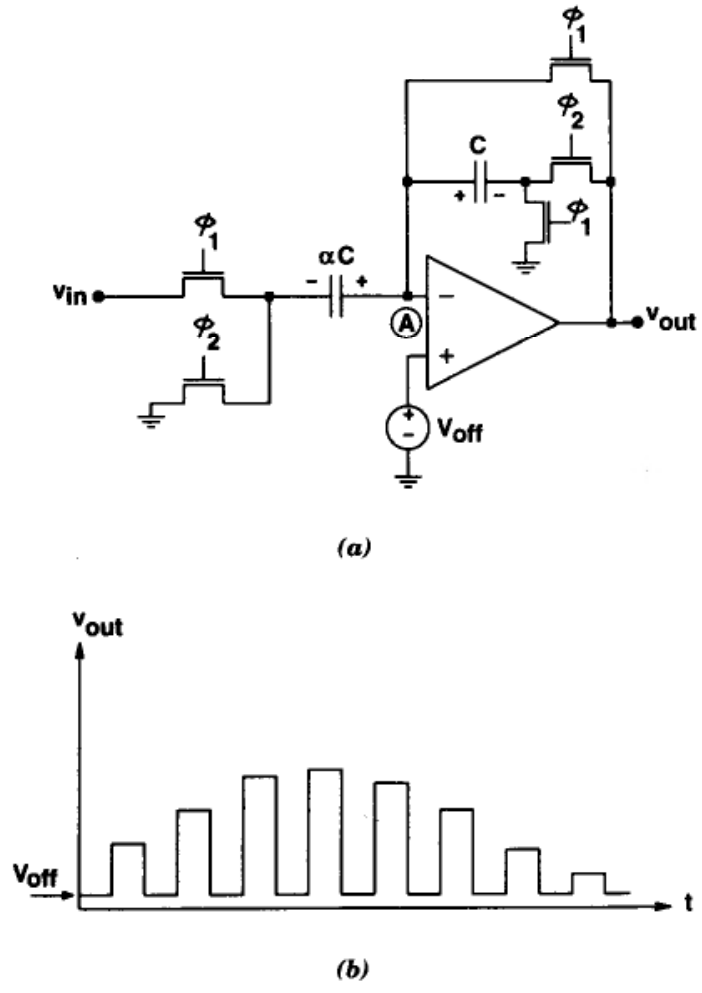 ϕ1
ϕ2
C
+ -
ϕ1
ϕ1
αC
- +
vin
-
A
vout
ϕ2
+
+
-
Voff
(a)
vout
Voff
t
(b)